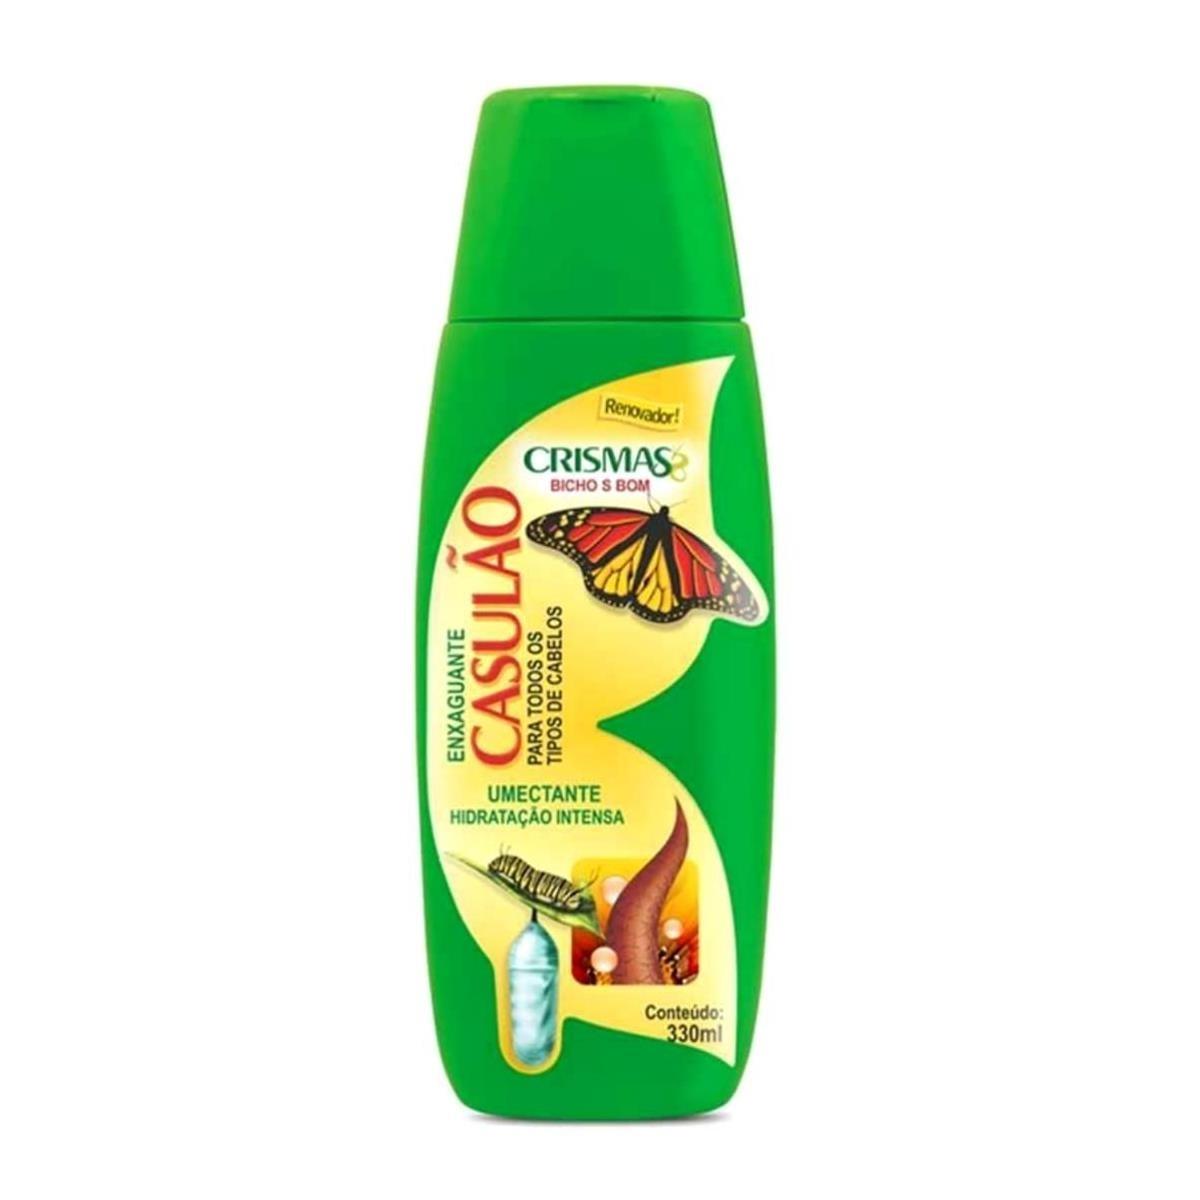 Renovador!
CRISMAS
BICHO S BOM
ENXAGUANTE
CASULÃO
PARA TODOS OS
TIPOS DE CABELOS
UMECTANTE
HIDRATAÇÃO INTENSA
Conteúdo:
330ml